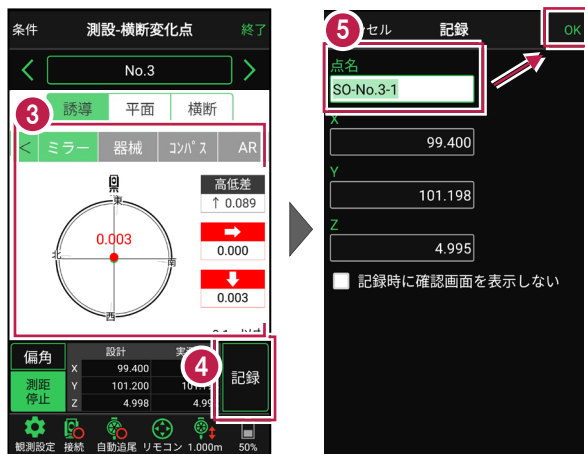 条件 測設-横断変化点 終了
< No.3 >
3
誘導 平面 横断
< ミラー 器械 コンパス AR
高低差
↑ 0.089
東
0.003
北
南
西
0.000
0.003
偏角
測距
停止
設計
X 99.400
Y 101.200
Z 4.998
4
記録
観測設定 接続 自動追尾 リモコン 1.000m 50%
5
セル 記録 OK
点名
SO-No.3-1
X
99.400
Y
101.198
Z
4.995
記録時に確認画面を表示しない